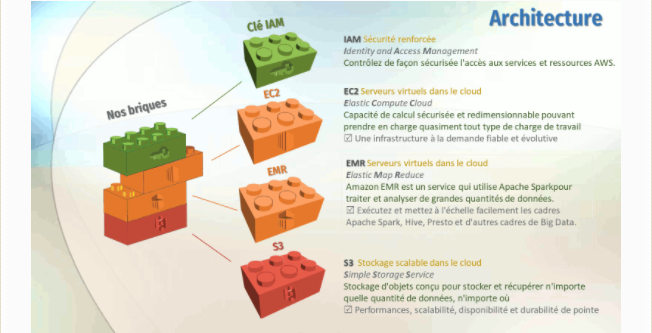 Architecture
Clé IAM
IAM Sécurité renforcée
Identity and Access Management
Contrôlez de façon sécurisée l'accès aux services et ressources AWS.
Nos briques
EC2
EC2 Serveurs virtuels dans le cloud
Elastic Compute Cloud
Capacité de calcul sécurisée et redimensionnable pouvant
prendre en charge quasiment tout type de charge de travail
☑ Une infrastructure à la demande fiable et évolutive
EMR
EMR Serveurs virtuels dans le cloud
Elastic Map Reduce
Amazon EMR est un service qui utilise Apache Sparkpour
traiter et analyser de grandes quantités de données.
☑ Exécutez et mettez à l'échelle facilement les cadres
Apache Spark, Hive, Presto et d'autres cadres de Big Data.
S3
S3 Stockage scalable dans le cloud
Simple Storage Service
Stockage d'objets conçu pour stocker et récupérer n'importe
quelle quantité de données, n'importe où
☑ Performances, scalabilité, disponibilité et durabilité de pointe